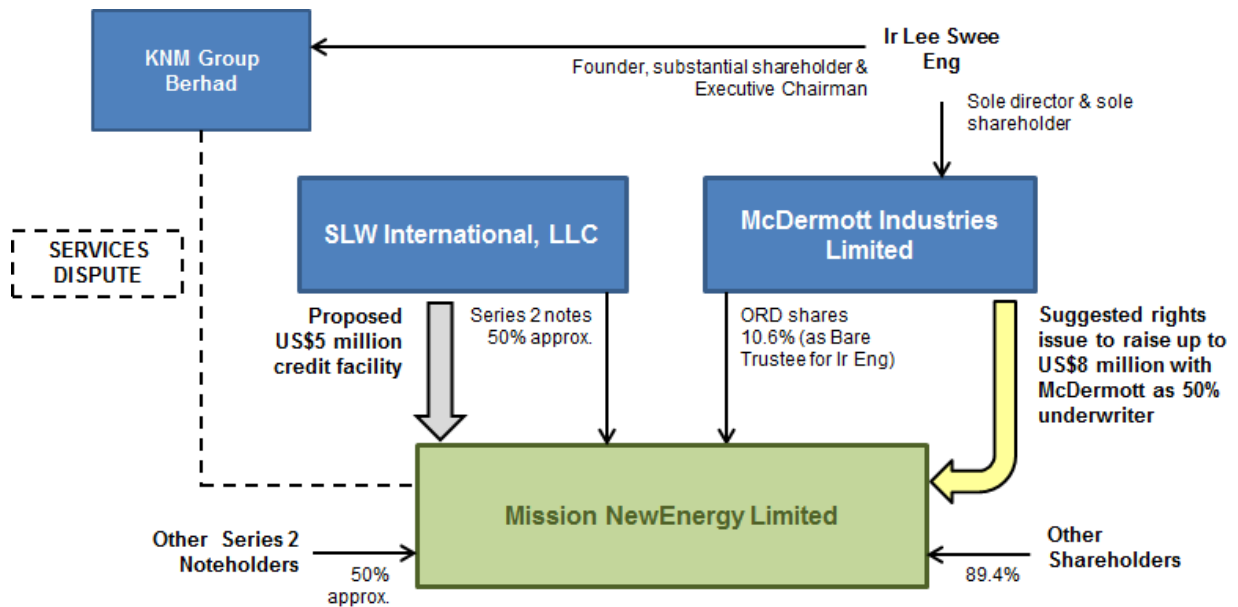 KNM Group
Berhad
Ir Lee Swee
Eng
Founder, substantial shareholder &
Executive Chairman
Sole director & sole
shareholder
SLW International, LLC
McDermott Industries
Limited
SERVICES
DISPUTE
Proposed
US$5 million
credit facility
Series 2 notes
50% approx.
ORD shares
10.6% (as Bare
Trustee for Ir Eng)
Suggested rights
issue to raise up to
US$8 million with
McDermott as 50%
underwriter
Mission NewEnergy Limited
Other Series 2
Noteholders
50%
approx.
Other
Shareholders
89.4%